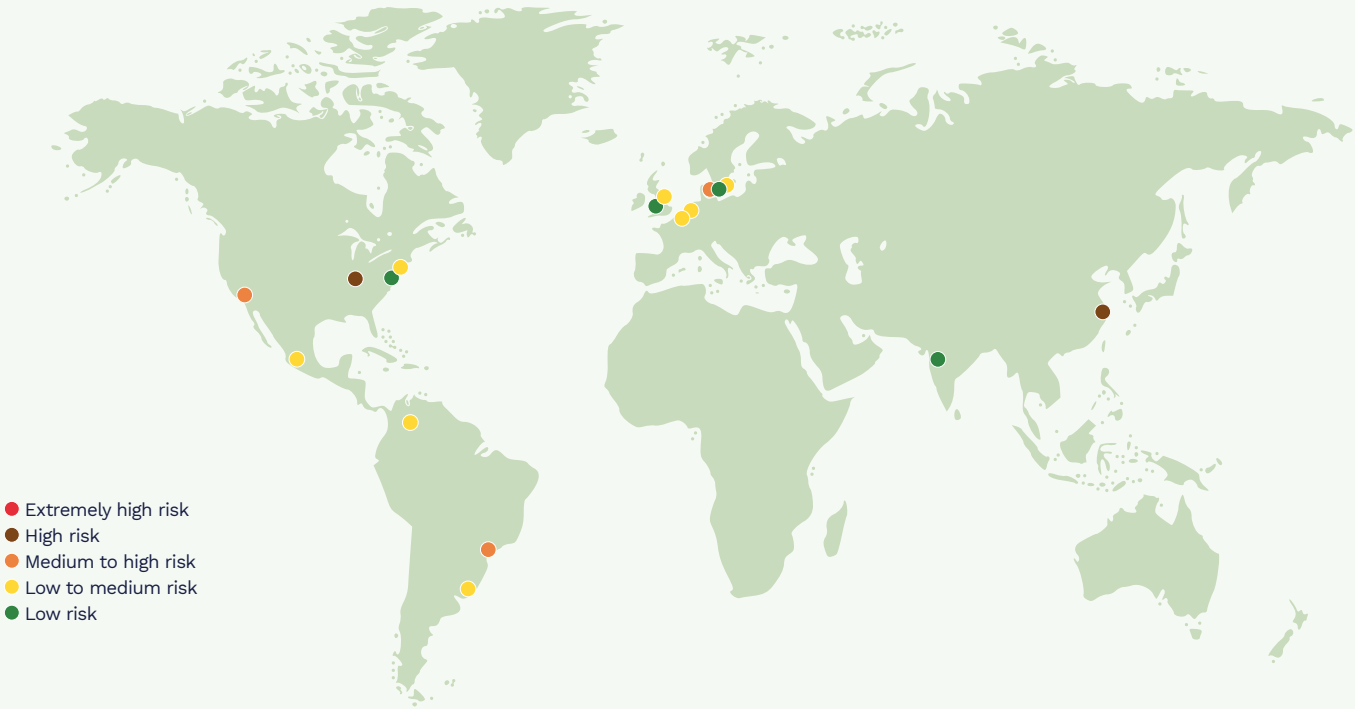 Extremely high risk
High risk
Medium to high risk
Low to medium risk
Low risk